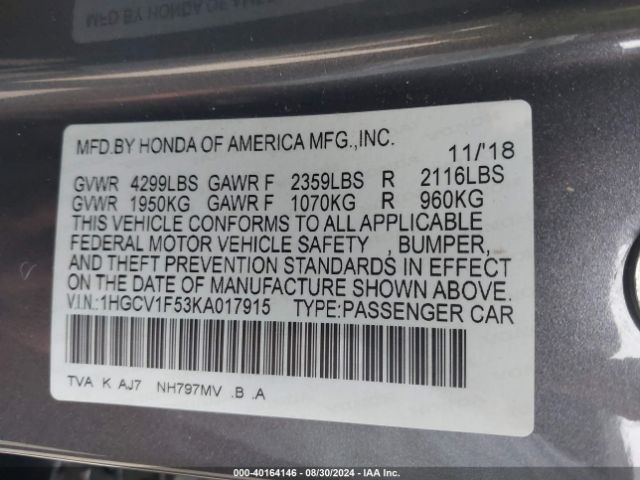 MFD.BY HONDA OF AMERICA MFG.,INC. 11/'18
GVWR 4299LBS GAWR F 2359LBS R 2116LBS
GVWR 1950KG GAWR F 1070KG R 960KG
THIS VEHICLE CONFORMS TO ALL APPLICABLE
FEDERAL MOTOR VEHICLE SAFETY , BUMPER,
AND THEFT PREVENTION STANDARDS IN EFFECT
ON THE DATE OF MANUFACTURE SHOWN ABOVE.
V.I.N.:1HGCV1F53KA017915 TYPE:PASSENGER CAR
TVA K AJ7 NH797MV .B .A
000-40164146 - 08/30/2024 - IAA Inc.